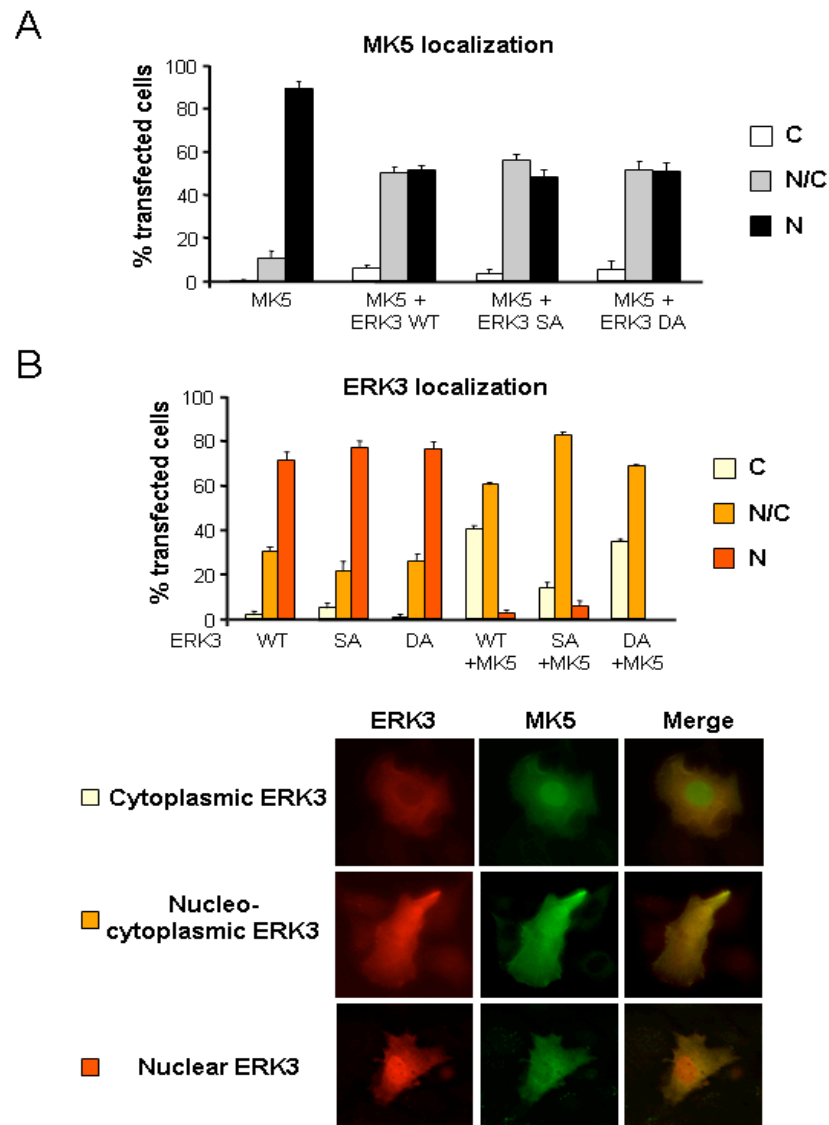 A
MK5 localization
% transfected cells
100
80
60
40
20
0
MK5
MK5 +
ERK3 WT
MK5 +
ERK3 SA
MK5 +
ERK3 DA
C
N/C
N
B
ERK3 localization
% transfected cells
100
80
60
40
20
0
ERK3
WT
SA
DA
WT
+MK5
SA
+MK5
DA
+MK5
C
N/C
N
ERK3
MK5
Merge
Cytoplasmic ERK3
Nucleo-
cytoplasmic ERK3
Nuclear ERK3